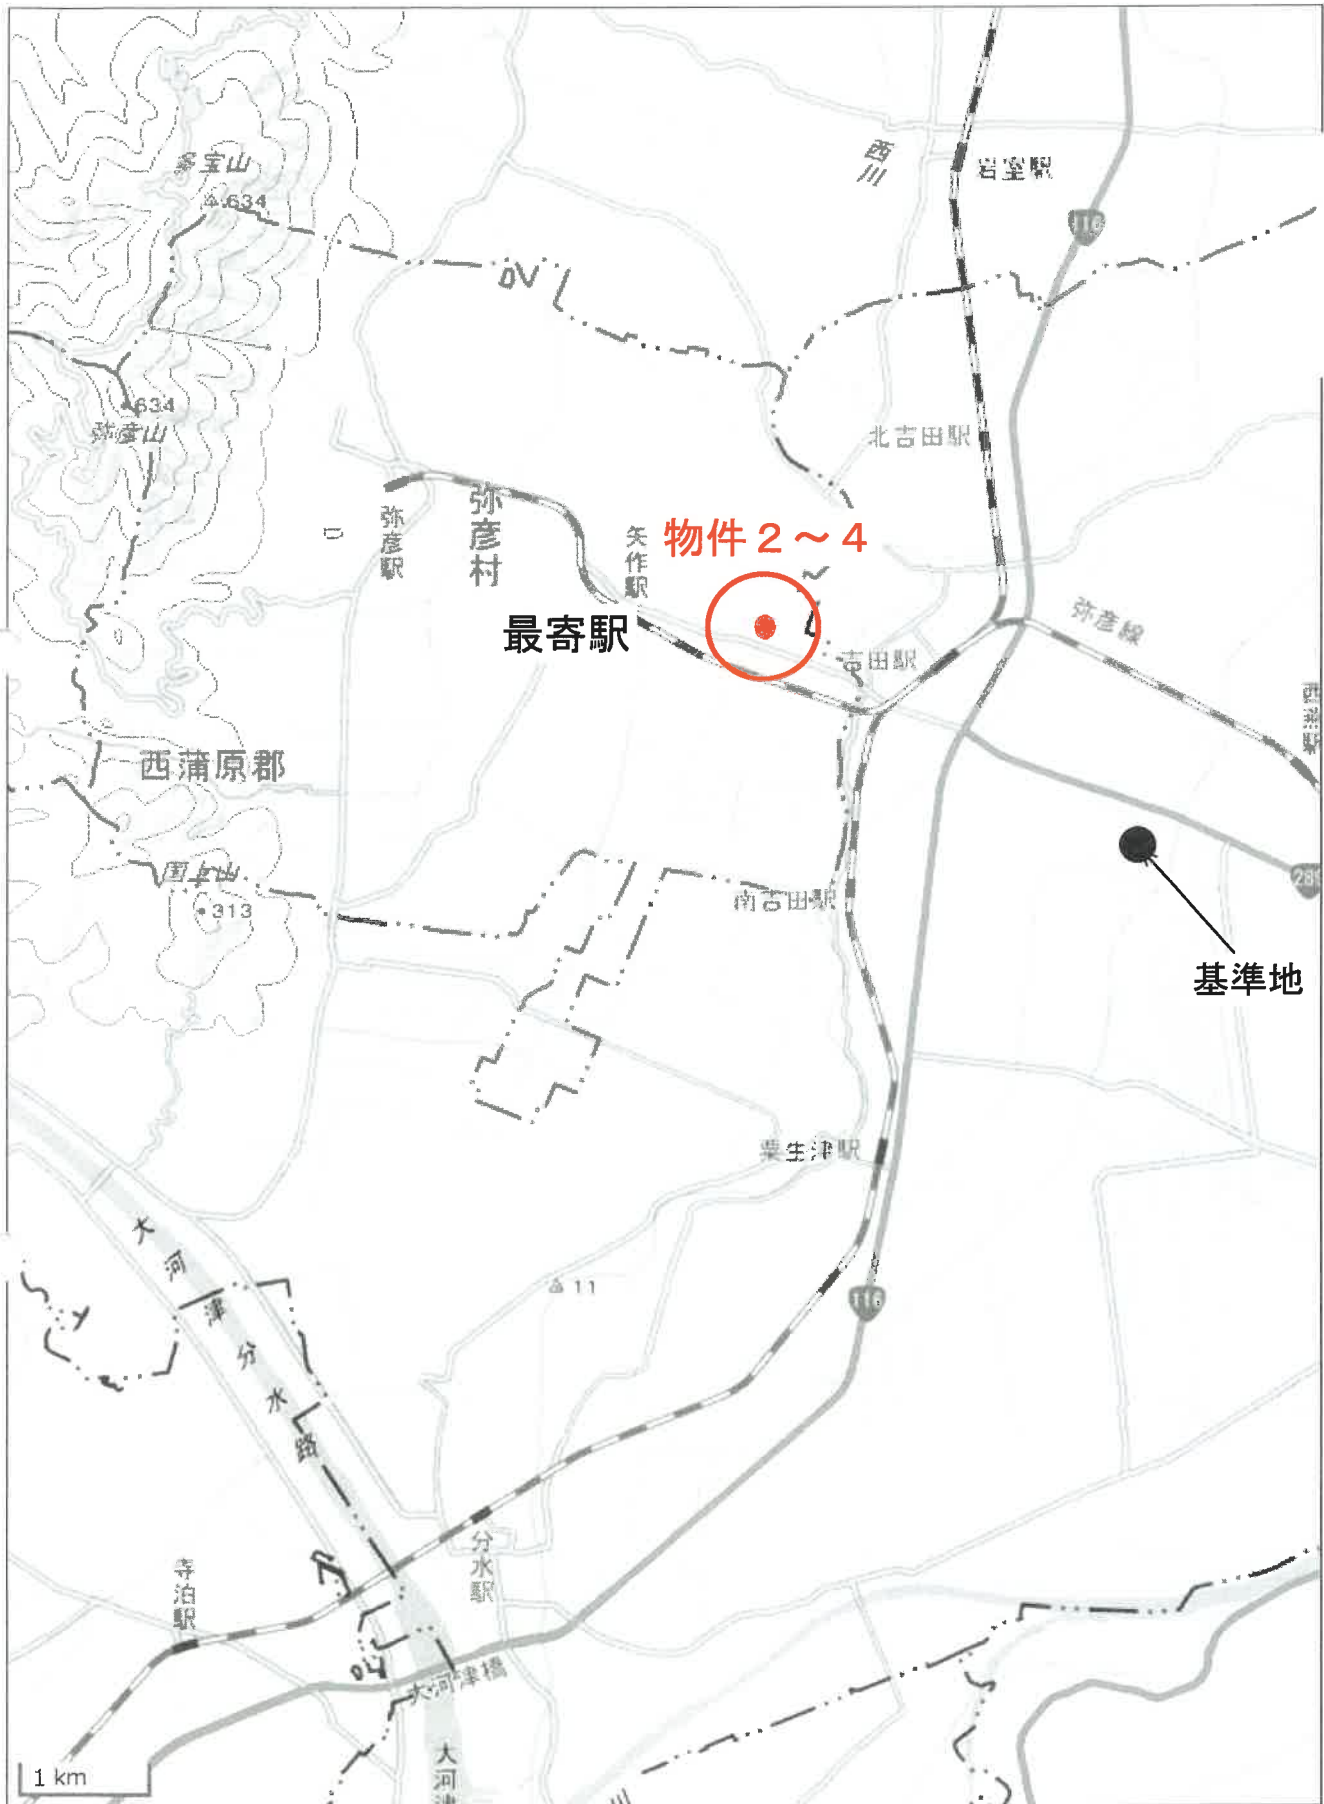 多宝山
634
西川
岩室駅
116
634
弥彦山
北吉田駅
弥彦駅
弥彦村
矢作駅
物件2～4
最寄駅
吉田駅
弥彦線
西燕駅
西蒲原郡
国上山
313
南吉田駅
289
基準地
粟生津駅
大河津分水路
11
116
分水駅
寺泊駅
大河津橋
大河津
川
1 km